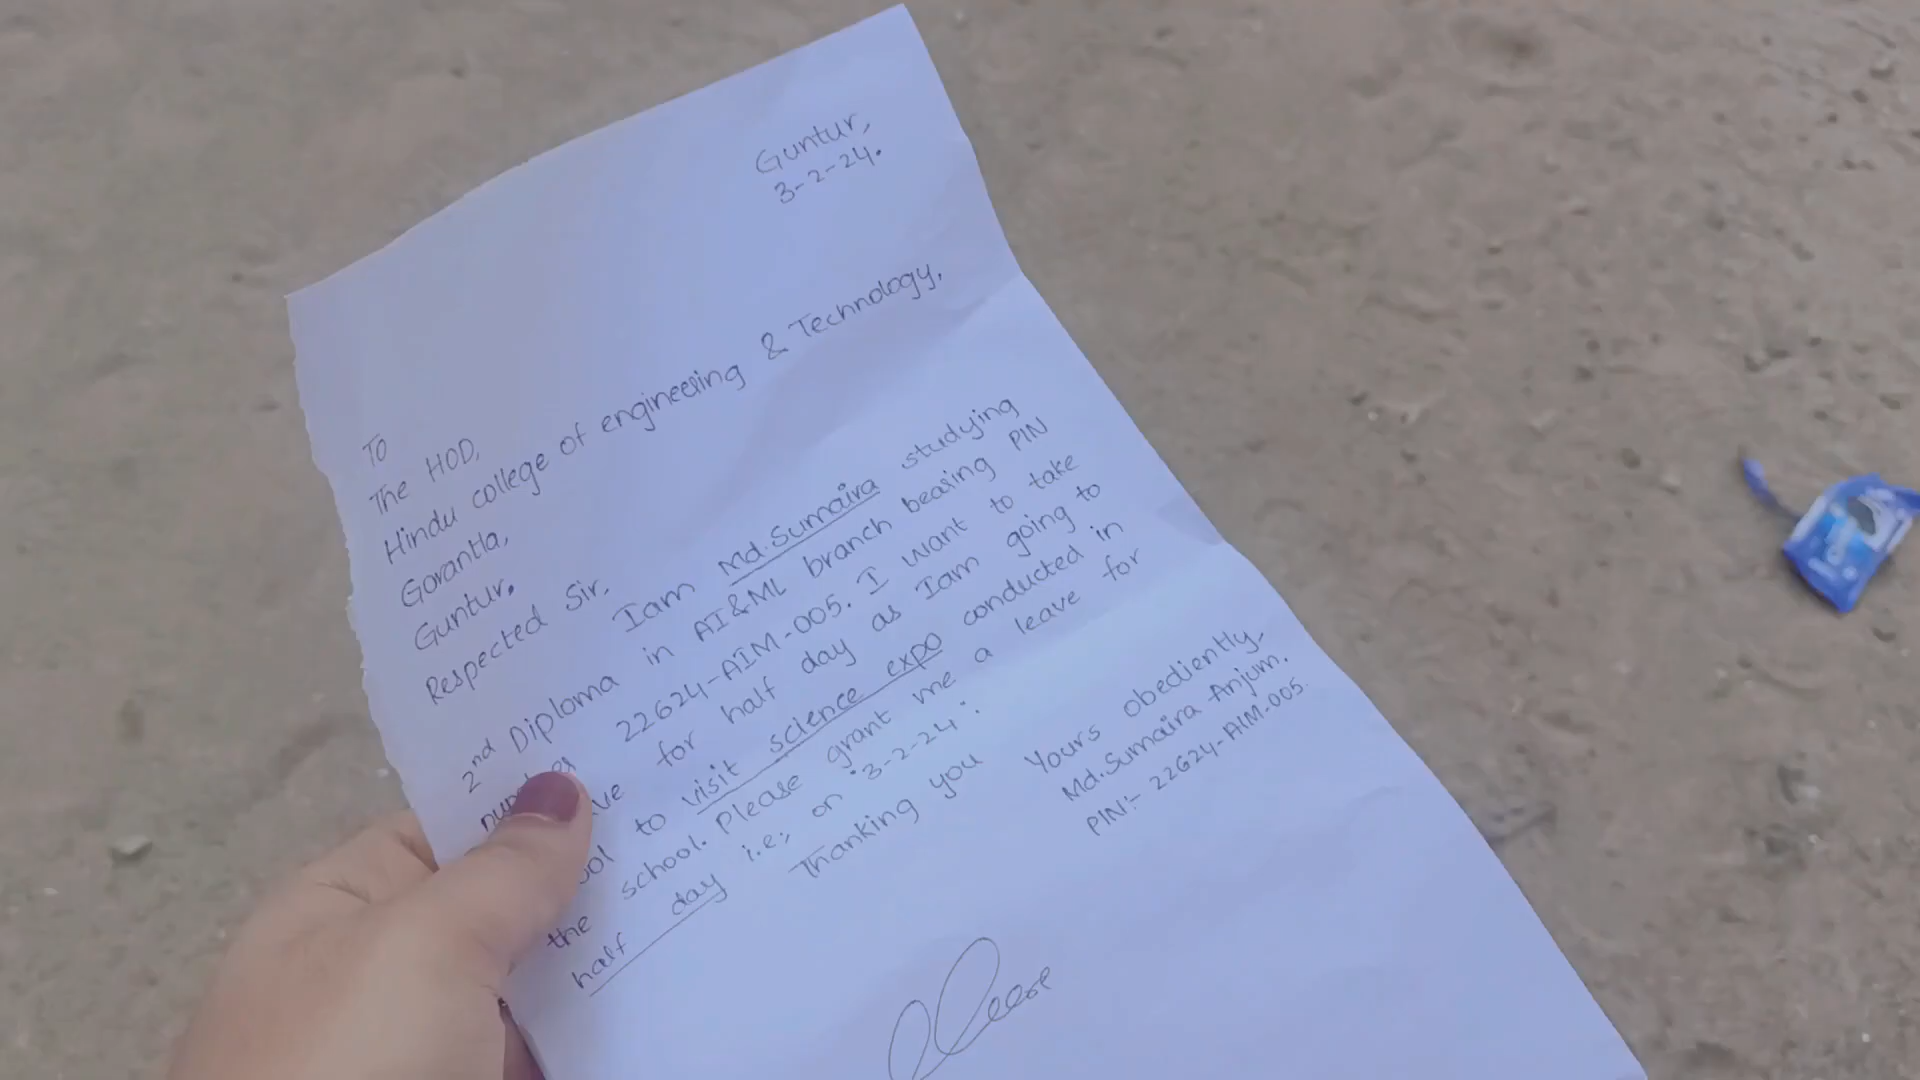 Guntur,
3-2-24.
To
The HOD,
Hindu college of engineering & Technology,
Gorantla,
Guntur.
Respected Sir,
Iam Md.Sumaira studying
2nd Diploma in AI&ML branch bearing PIN
22624-AIM-005. I want to take
for half day as Iam going to
to visit science expo conducted in
the school. Please grant me a leave for
half day i.e; on "3-2-24".
Thanking you
Yours obediently,
Md.Sumaira Anjum.
PIN:- 22624-AIM-005.